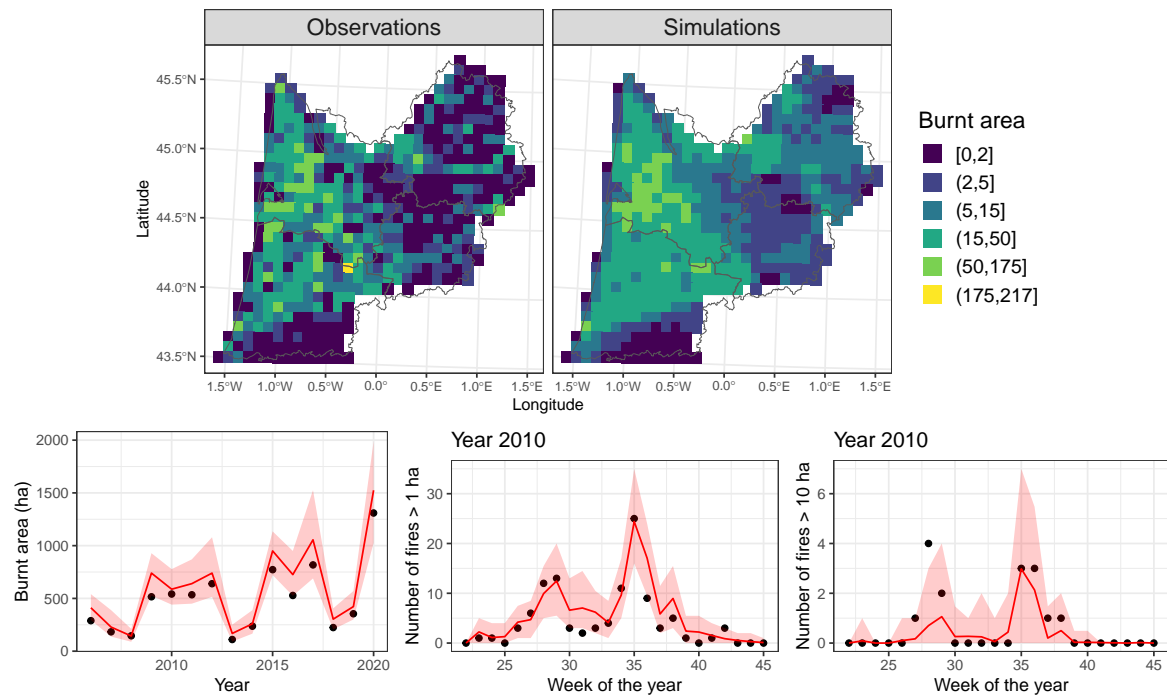 Observations
Simulations
45.5°N
45.0°N
44.5°N
44.0°N
43.5°N
Latitude
1.5°W
1.0°W
0.5°W
0.0°
0.5°E
1.0°E
1.5°E
1.5°W
1.0°W
0.5°W
0.0°
0.5°E
1.0°E
1.5°E
Longitude
Burnt area
[0,2]
(2,5]
(5,15]
(15,50]
(50,175]
(175,217]
2000
1500
1000
500
0
Burnt area (ha)
2010
2015
2020
Year
Year 2010
30
20
10
0
Number of fires > 1 ha
25
30
35
40
45
Week of the year
Year 2010
6
4
2
0
Number of fires > 10 ha
25
30
35
40
45
Week of the year